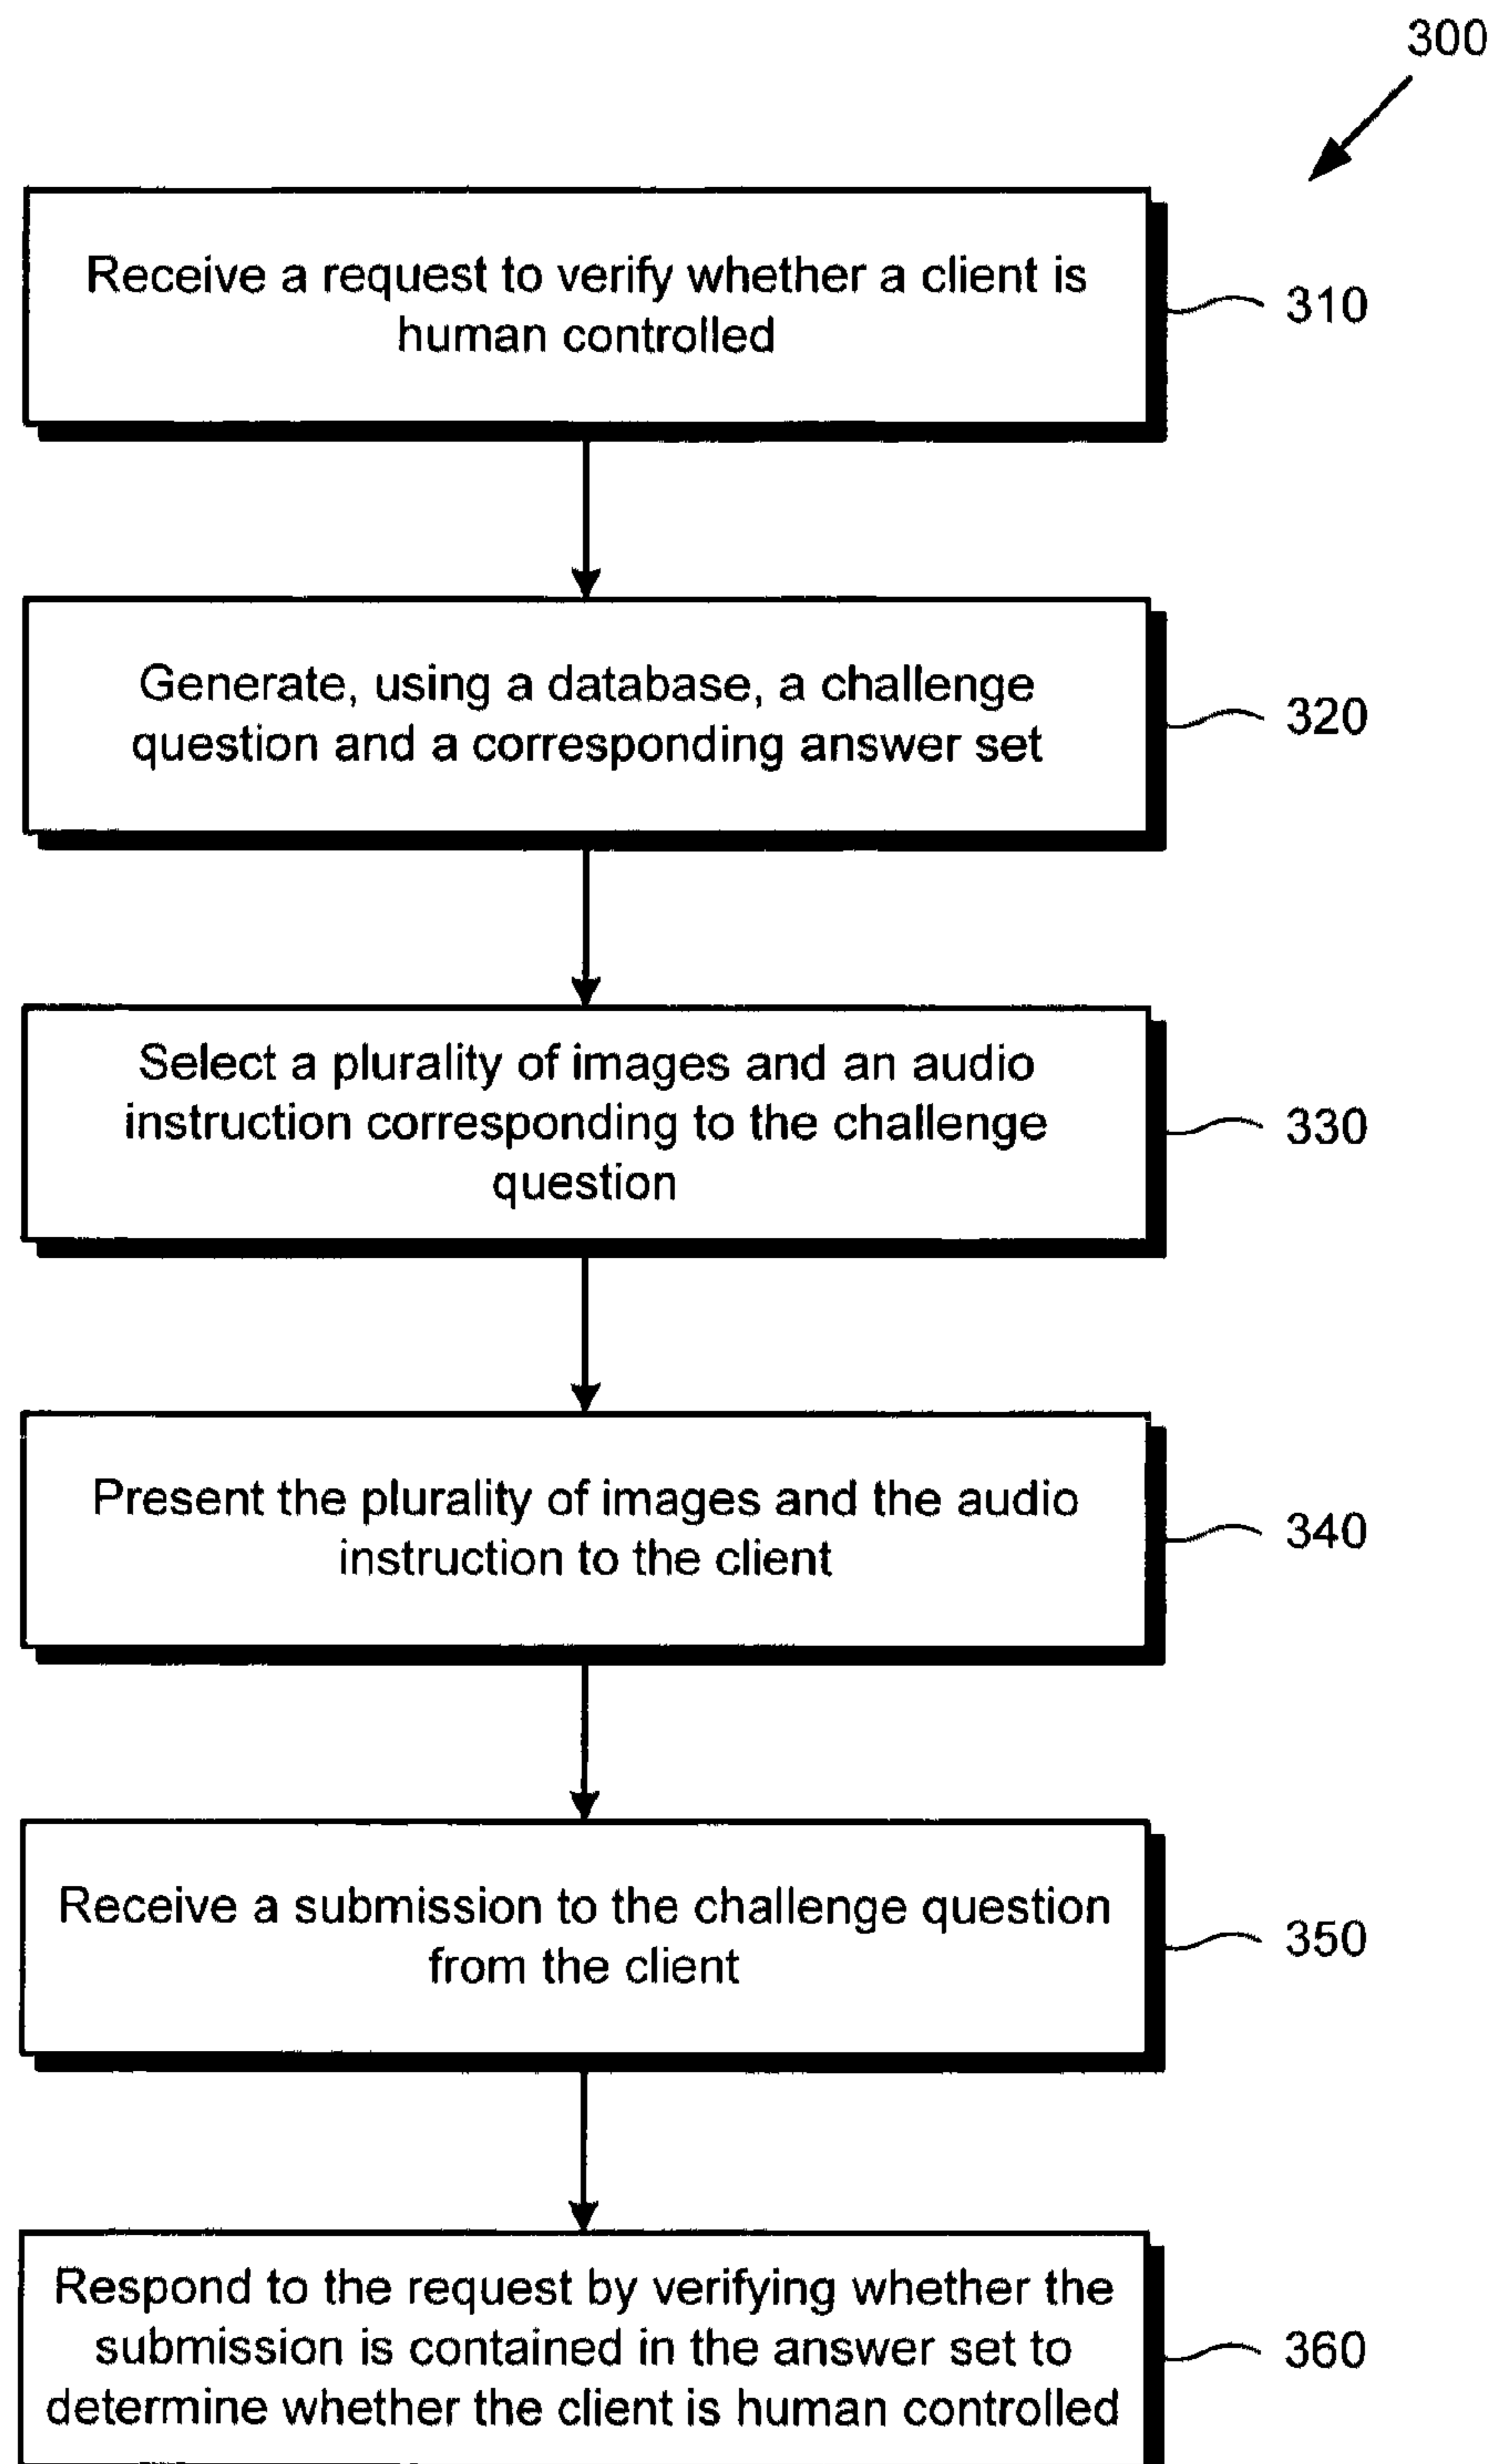 300
Receive a request to verify whether a client is
human controlled
310
Generate, using a database, a challenge
question and a corresponding answer set
320
Select a plurality of images and an audio
instruction corresponding to the challenge
question
330
Present the plurality of images and the audio
instruction to the client
340
Receive a submission to the challenge question
from the client
350
Respond to the request by verifying whether the
submission is contained in the answer set to
determine whether the client is human controlled
360